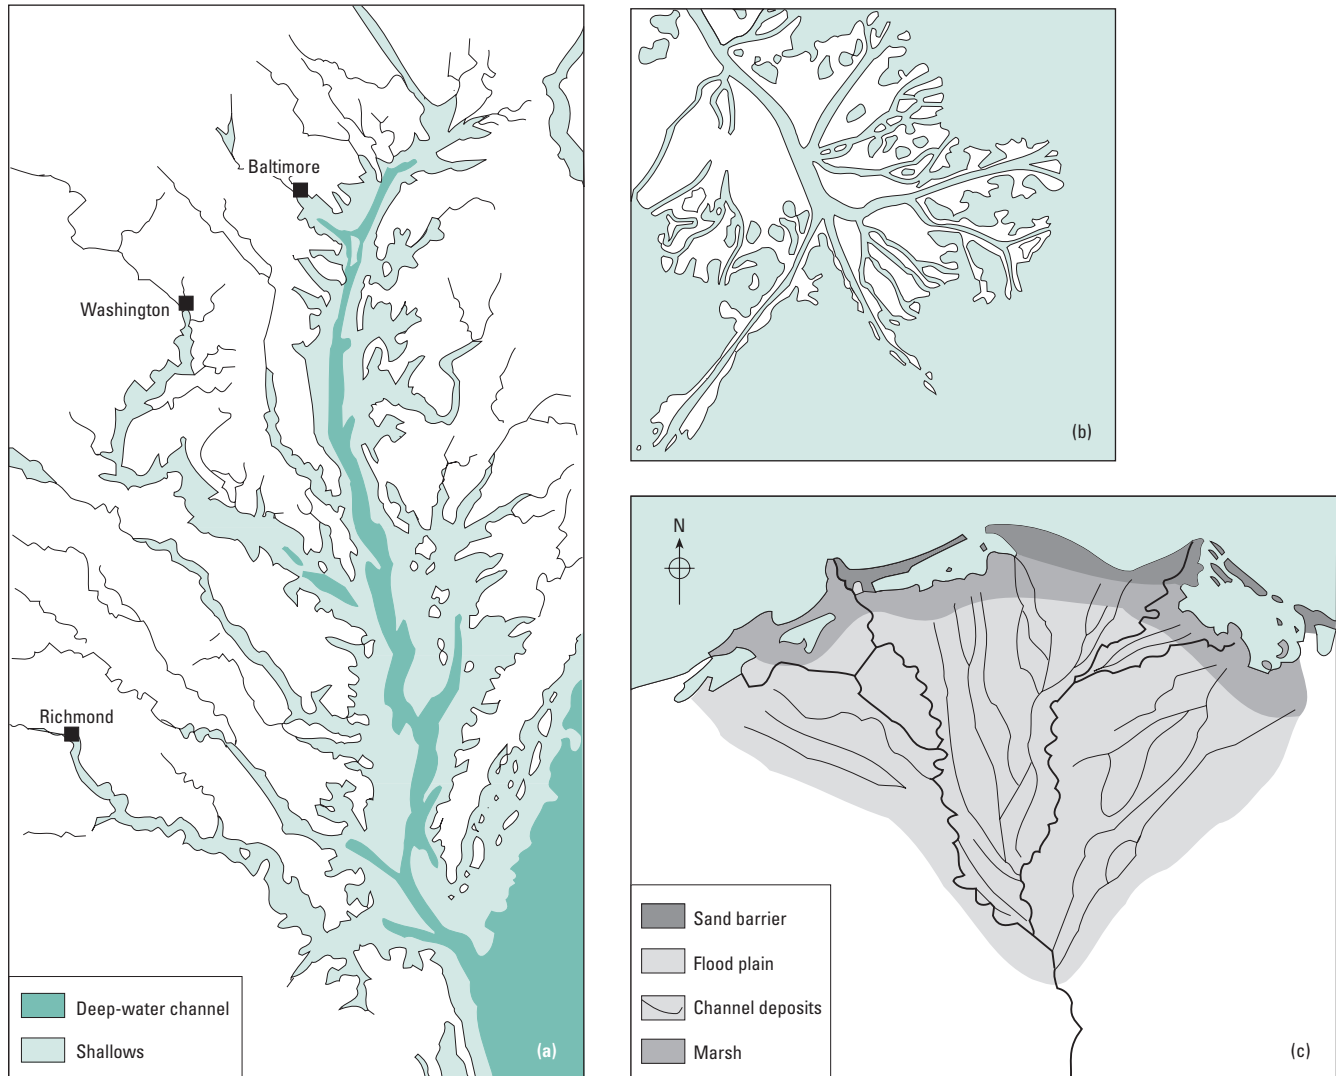 Baltimore
Washington
Richmond
Deep-water channel
Shallows
(a)
(b)
N
Sand barrier
Flood plain
Channel deposits
Marsh
(c)